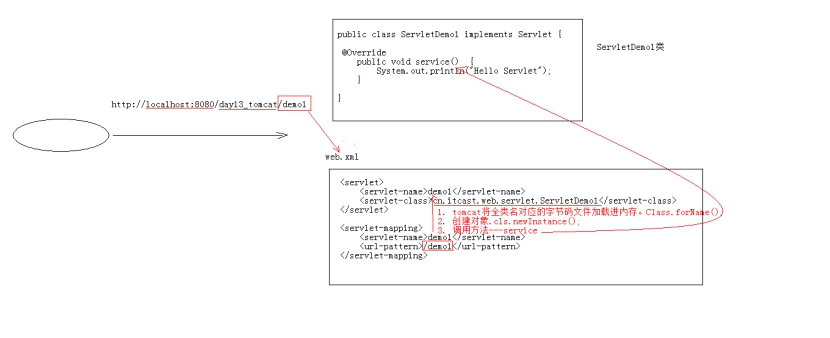 public class ServletDemo1 implements Servlet {
@Override
public void service() {
System.out.println("Hello Servlet");
}
}
ServletDemo1类
http://localhost:8080/day13_tomcat/demo1
web.xml
<servlet>
<servlet-name>demo1</servlet-name>
<servlet-class>cn.itcast.web.servlet.ServletDemo1</servlet-class>
</servlet>
1. tomcat将全类名对应的字节码文件加载进内存。Class.forName()
2. 创建对象.cls.newInstance();
3. 调用方法---service
<servlet-mapping>
<servlet-name>demo1</servlet-name>
<url-pattern>/demo1</url-pattern>
</servlet-mapping>